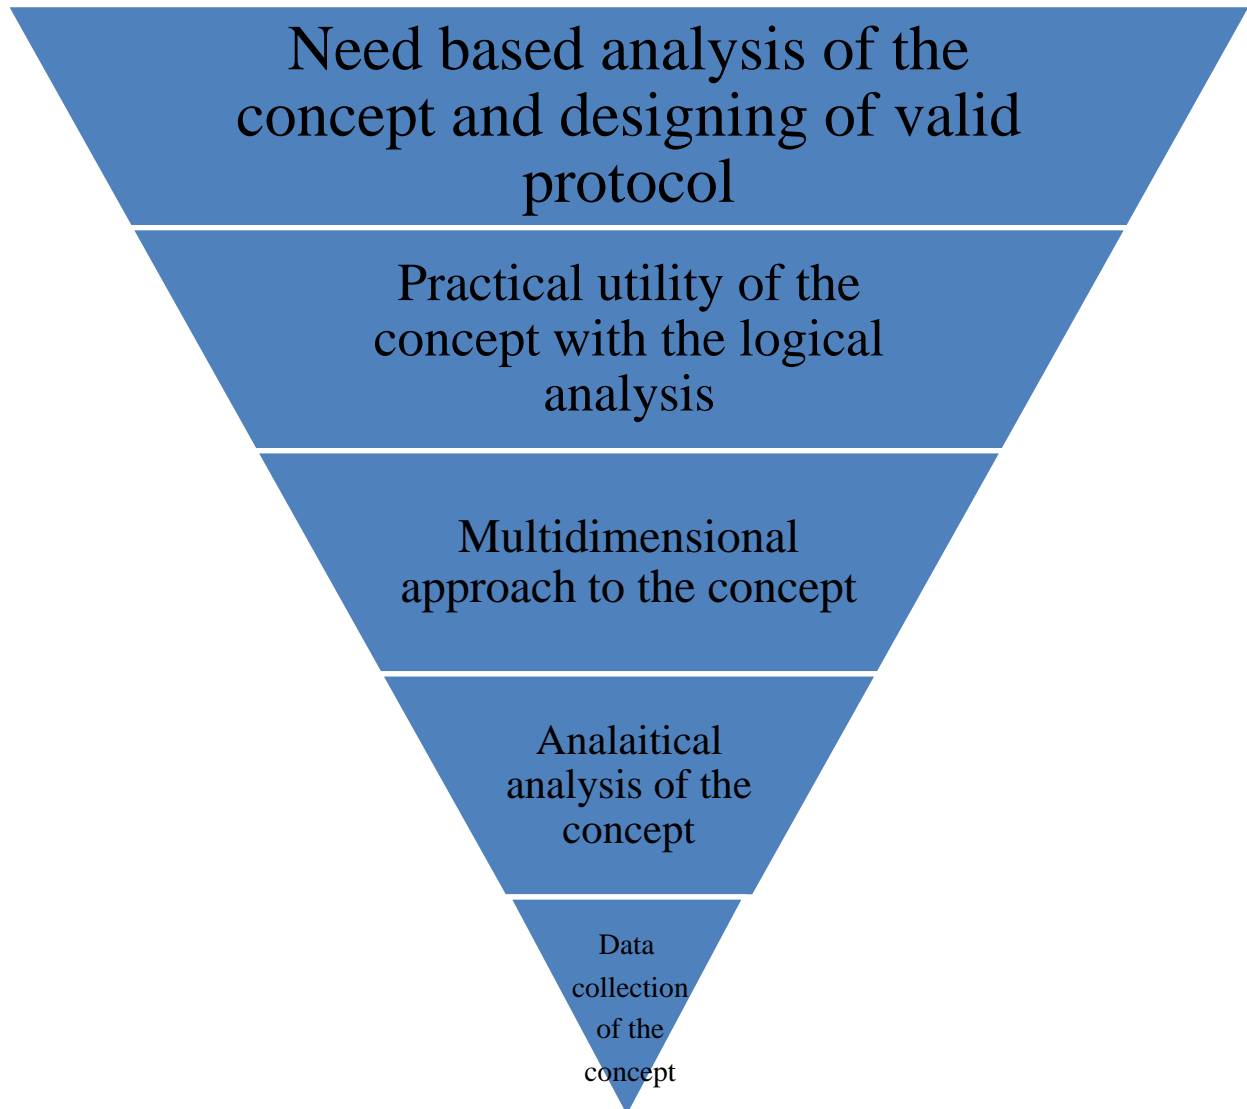 Need based analysis of the
concept and designing of valid
protocol
Practical utility of the
concept with the logical
analysis
Multidimensional
approach to the concept
Analaitical
analysis of the
concept
Data
collection
of the
concept